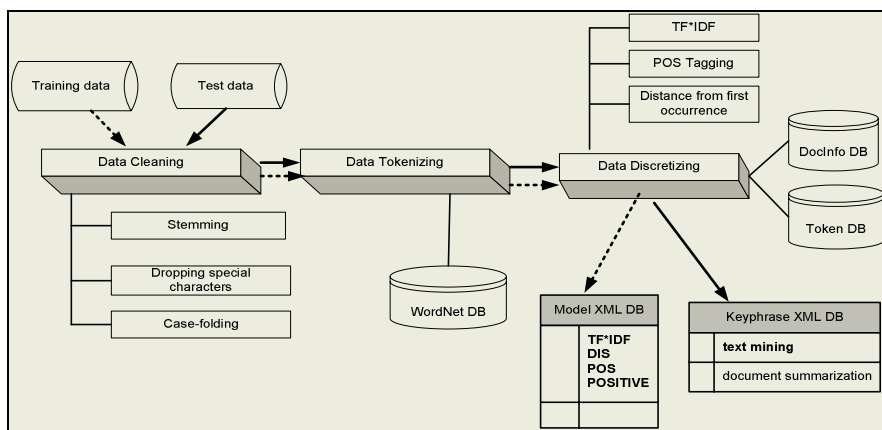 TF*IDF
POS Tagging
Distance from first
occurrence
Training data
Test data
DocInfo DB
Data Cleaning
Data Tokenizing
Data Discretizing
Token DB
Stemming
Dropping special
characters
Case-folding
WordNet DB
Model XML DB
TF*IDF
DIS
POS
POSITIVE
Keyphrase XML DB
text mining
document summarization